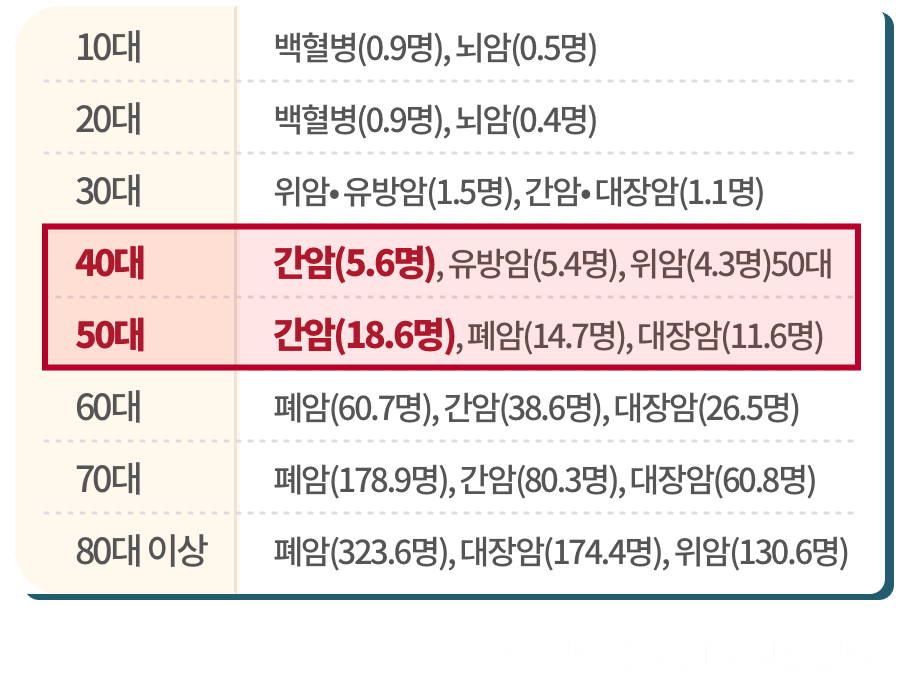 10대 백혈병(0.9명), 뇌암(0.5명)
20대 백혈병(0.9명), 뇌암(0.4명)
30대 위암• 유방암(1.5명), 간암• 대장암(1.1명)
40대 간암(5.6명), 유방암(5.4명), 위암(4.3명)50대
50대 간암(18.6명), 폐암(14.7명), 대장암(11.6명)
60대 폐암(60.7명), 간암(38.6명), 대장암(26.5명)
70대 폐암(178.9명), 간암(80.3명), 대장암(60.8명)
80대 이상 폐암(323.6명), 대장암(174.4명), 위암(130.6명)